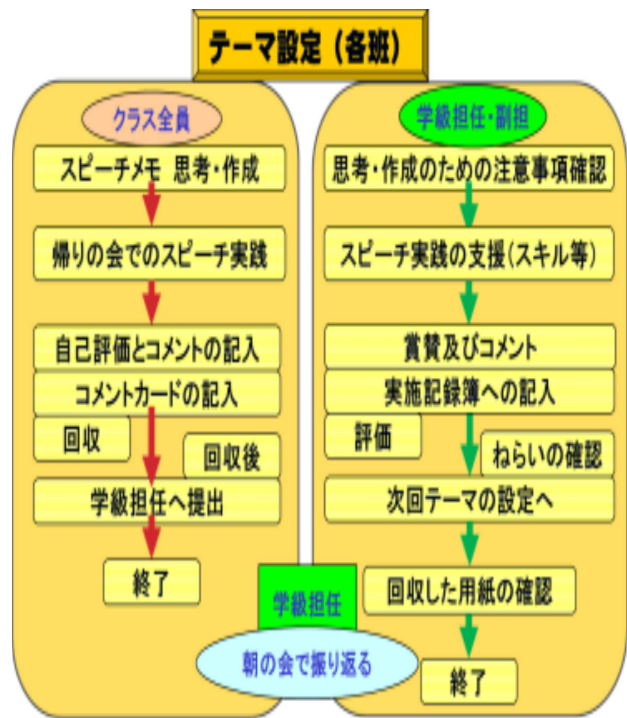 テーマ設定（各班）
クラス全員
スピーチメモ 思考・作成
帰りの会でのスピーチ実践
自己評価とコメントの記入
コメントカードの記入
回収
回収後
学級担任へ提出
終了
学級担任・副担
思考・作成のための注意事項確認
スピーチ実践の支援（スキル等）
賞賛及びコメント
実施記録簿への記入
評価
ねらいの確認
次回テーマの設定へ
回収した用紙の確認
終了
学級担任
朝の会で振り返る